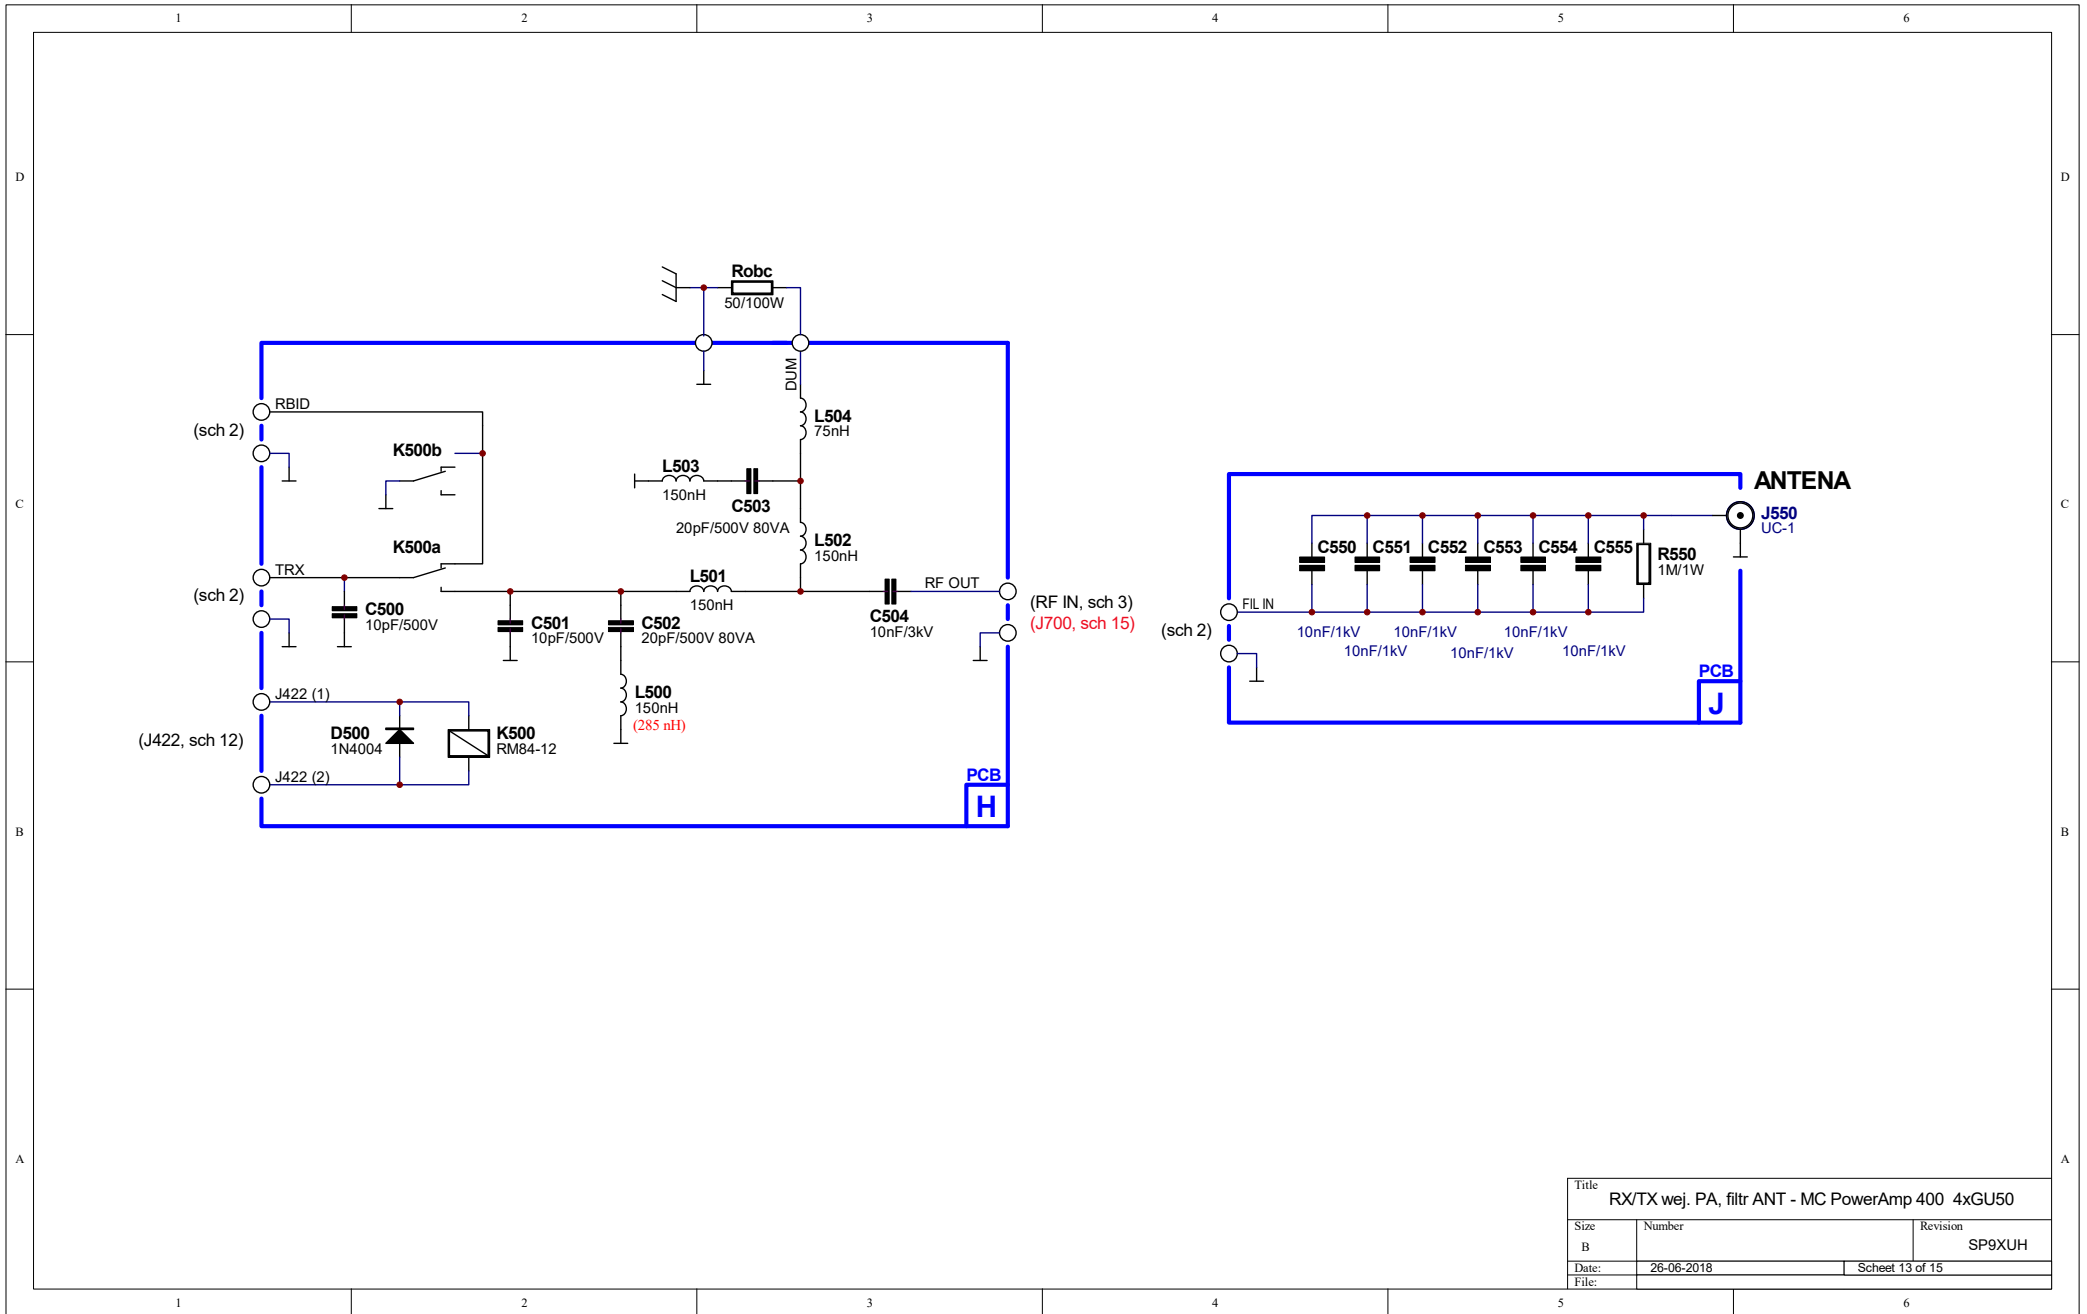 1 2 3 4 5 6
D D
Robc
50/100W
RBID
(sch 2)
K500b
DUM
L504
75nH
L503
150nH
C503
20pF/500V 80VA
L502
150nH
K500a
TRX
(sch 2)
C500
10pF/500V
C501
10pF/500V
C502
20pF/500V 80VA
L501
150nH
C504
10nF/3kV
RF OUT
(RF IN, sch 3)
(J700, sch 15)
L500
150nH
(285 nH)
J422 (1)
(J422, sch 12)
D500
1N4004
K500
RM84-12
J422 (2)
PCB
H
C C
ANTENA
J550
UC-1
C550 C551 C552 C553 C554 C555
R550
1M/1W
FIL IN
(sch 2)
10nF/1kV 10nF/1kV 10nF/1kV
10nF/1kV 10nF/1kV 10nF/1kV
PCB
J
B B
A A
Title
RX/TX wej. PA, filtr ANT - MC PowerAmp 400 4xGU50
Size Number Revision
B SP9XUH
Date: 26-06-2018 Scheet 13 of 15
File:
1 2 3 4 5 6